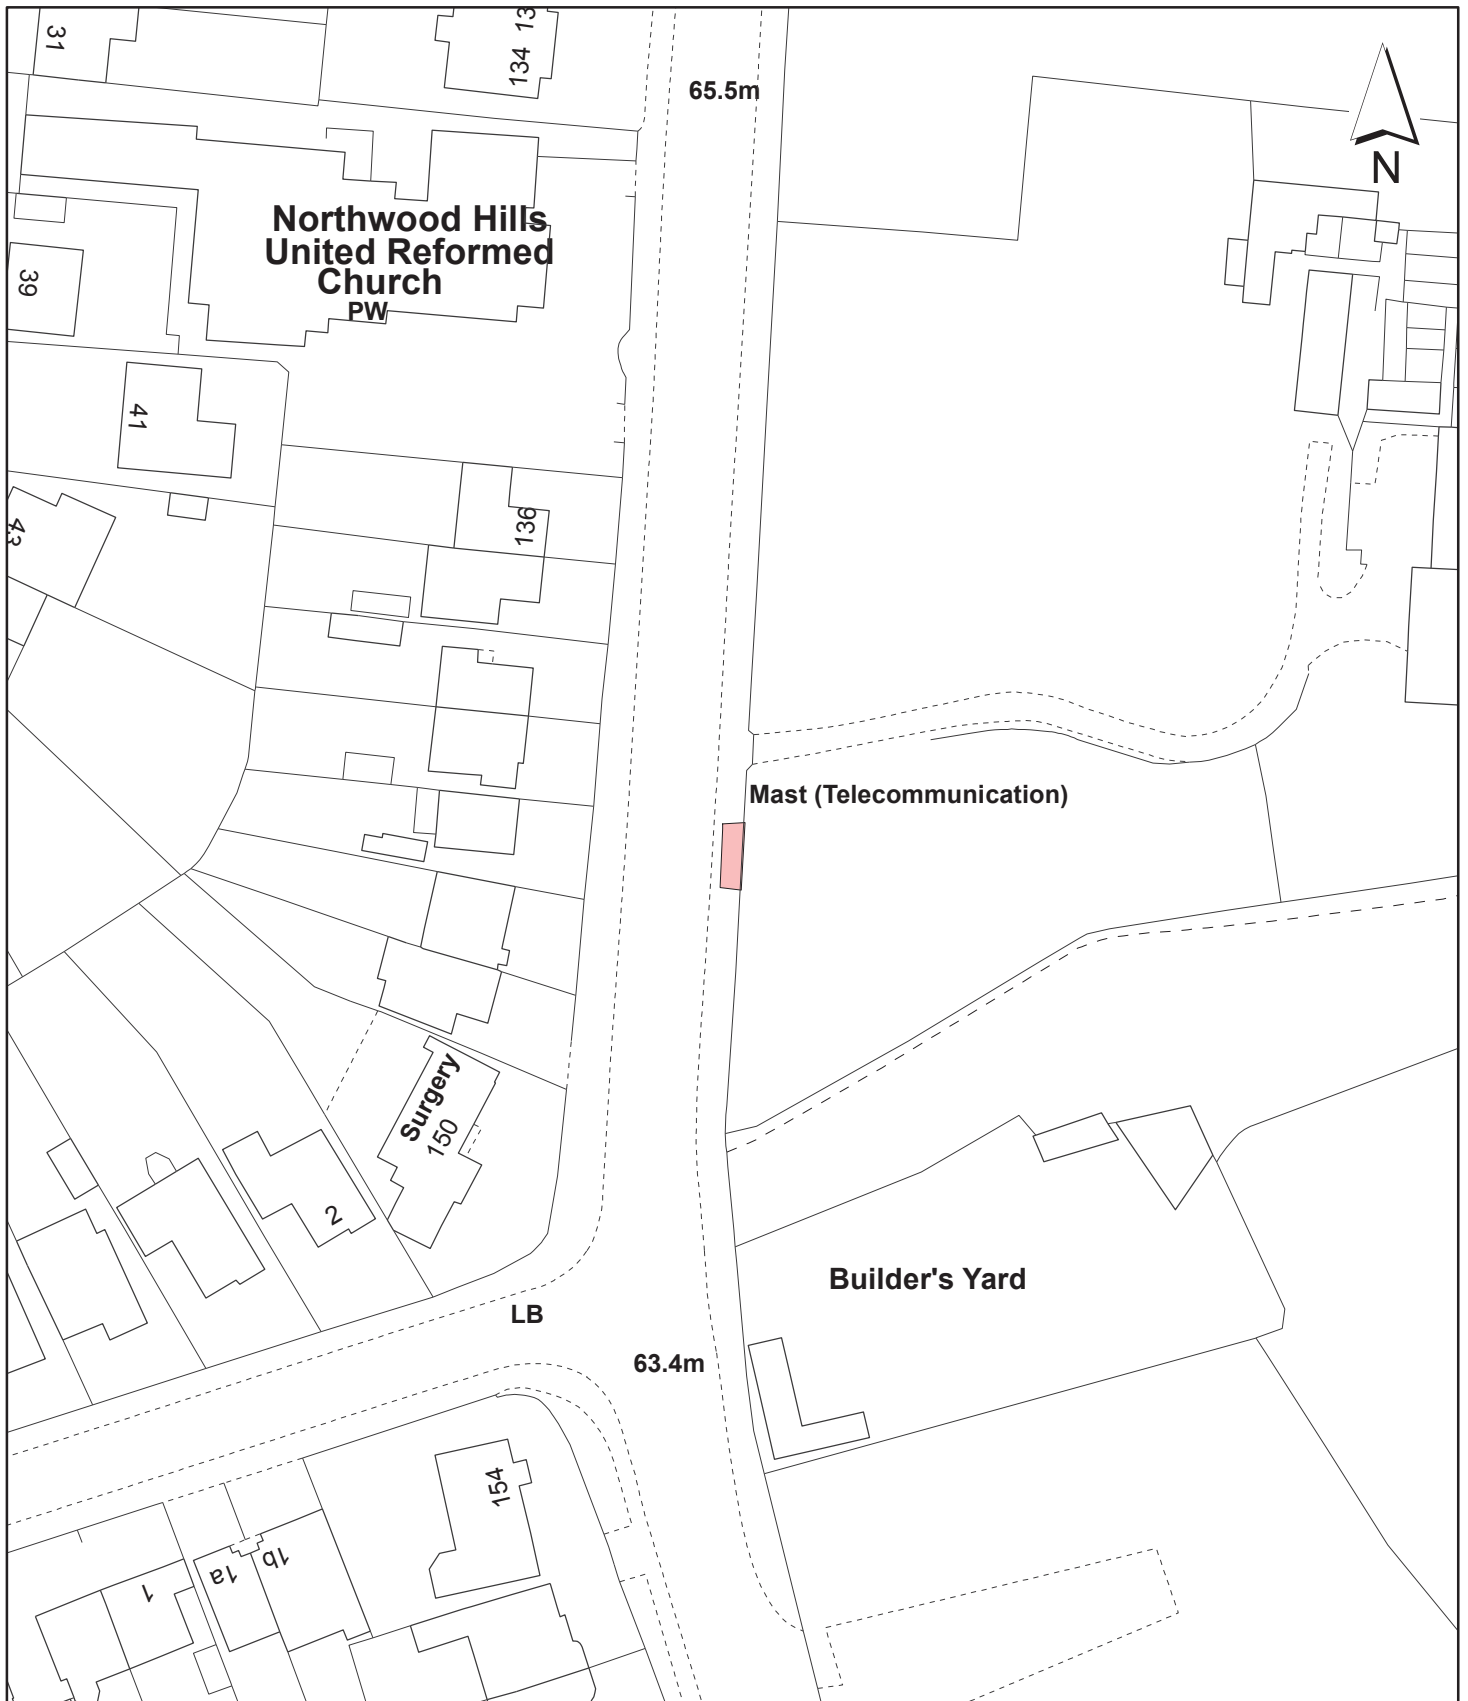 31
134
13
65.5m
N
Northwood Hills
United Reformed
Church
PW
39
41
136
43
Mast (Telecommunication)
Surgery
150
2
Builder's Yard
LB
63.4m
154
1
1a
1b